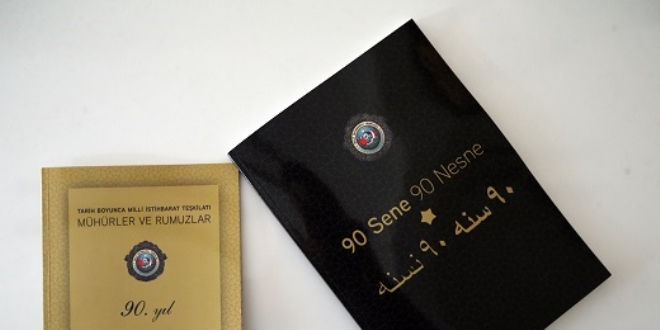 TARİH BOYUNCA MİLLİ İSTİHBARAT TEŞKİLATI
MÜHÜRLER VE RUMUZLAR
90. yıl
90 Sene 90 Nesne
٩٠ سنه ٩٠ نسنه